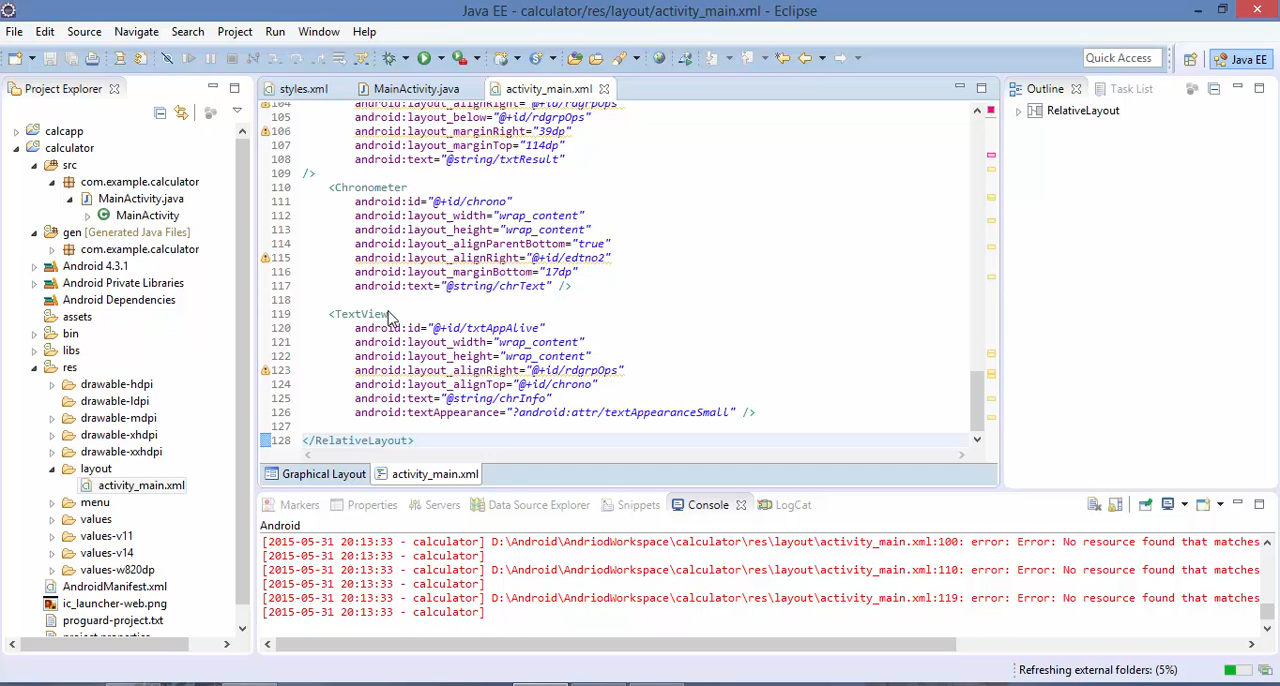 Java EE - calculator/res/layout/activity_main.xml - Eclipse
File Edit Source Navigate Search Project Run Window Help
Quick Access Java EE
Project Explorer
calcapp
calculator
src
com.example.calculator
MainActivity.java
MainActivity
gen [Generated Java Files]
com.example.calculator
Android 4.3.1
Android Private Libraries
Android Dependencies
assets
bin
libs
res
drawable-hdpi
drawable-ldpi
drawable-mdpi
drawable-xhdpi
drawable-xxhdpi
layout
activity_main.xml
menu
values
values-v11
values-v14
values-w820dp
AndroidManifest.xml
ic_launcher-web.png
proguard-project.txt
project.properties
styles.xml MainActivity.java activity_main.xml
104 android:layout_alignRight="@+id/rdgrpOps"
105 android:layout_below="@+id/rdgrpOps"
106 android:layout_marginRight="39dp"
107 android:layout_marginTop="114dp"
108 android:text="@string/txtResult"
109 />
110 <Chronometer
111 android:id="@+id/chrono"
112 android:layout_width="wrap_content"
113 android:layout_height="wrap_content"
114 android:layout_alignParentBottom="true"
115 android:layout_alignRight="@+id/edtno2"
116 android:layout_marginBottom="17dp"
117 android:text="@string/chrText" />
118
119 <TextView
120 android:id="@+id/txtAppAlive"
121 android:layout_width="wrap_content"
122 android:layout_height="wrap_content"
123 android:layout_alignRight="@+id/rdgrpOps"
124 android:layout_alignTop="@+id/chrono"
125 android:text="@string/chrInfo"
126 android:textAppearance="?android:attr/textAppearanceSmall" />
127
128 </RelativeLayout>
Graphical Layout activity_main.xml
Outline Task List
RelativeLayout
Markers Properties Servers Data Source Explorer Snippets Console LogCat
Android
[2015-05-31 20:13:33 - calculator] D:\Android\AndriodWorkspace\calculator\res\layout\activity_main.xml:100: error: Error: No resource found that matches
[2015-05-31 20:13:33 - calculator]
[2015-05-31 20:13:33 - calculator] D:\Android\AndriodWorkspace\calculator\res\layout\activity_main.xml:110: error: Error: No resource found that matches
[2015-05-31 20:13:33 - calculator]
[2015-05-31 20:13:33 - calculator] D:\Android\AndriodWorkspace\calculator\res\layout\activity_main.xml:119: error: Error: No resource found that matches
[2015-05-31 20:13:33 - calculator]
Refreshing external folders: (5%)